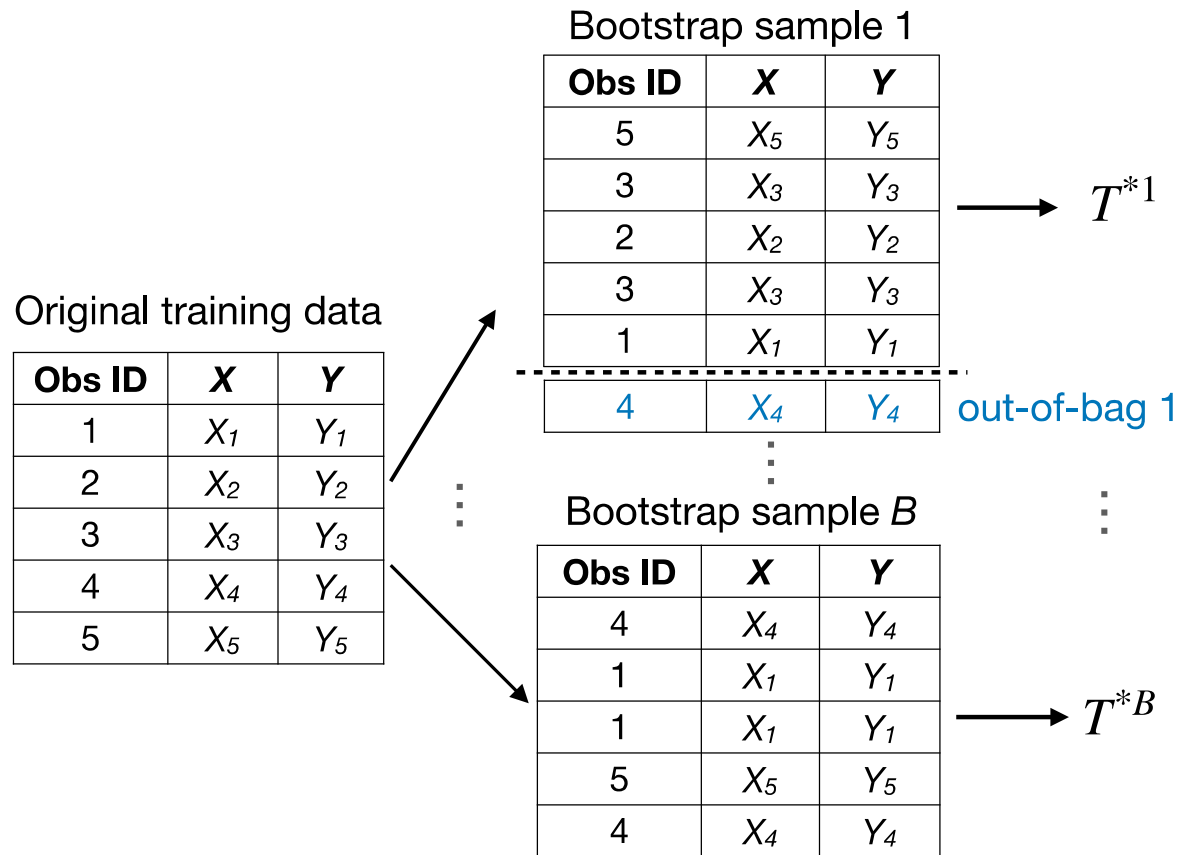 Bootstrap sample 1
Obs ID X Y
5 X5 Y5
3 X3 Y3
2 X2 Y2
3 X3 Y3
1 X1 Y1
4 X4 Y4 out-of-bag 1
T*1
Original training data
Obs ID X Y
1 X1 Y1
2 X2 Y2
3 X3 Y3
4 X4 Y4
5 X5 Y5
Bootstrap sample B
Obs ID X Y
4 X4 Y4
1 X1 Y1
1 X1 Y1
5 X5 Y5
4 X4 Y4
T*B